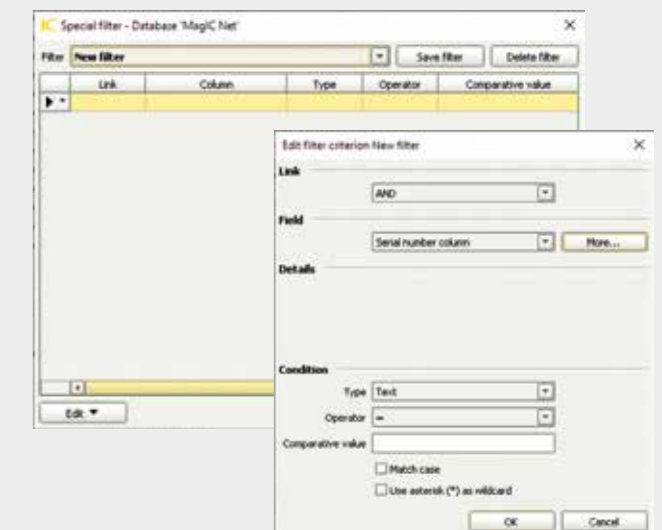 IC Special filter - Database 'MagIC Net'
Filter New filter Save filter Delete filter
Link Column Type Operator Comparative value
Edit
Edit filter criterion New filter
Link
AND
Field
Serial number column More...
Details
Condition
Type Text
Operator =
Comparative value
Match case
Use asterisk (*) as wildcard
OK Cancel